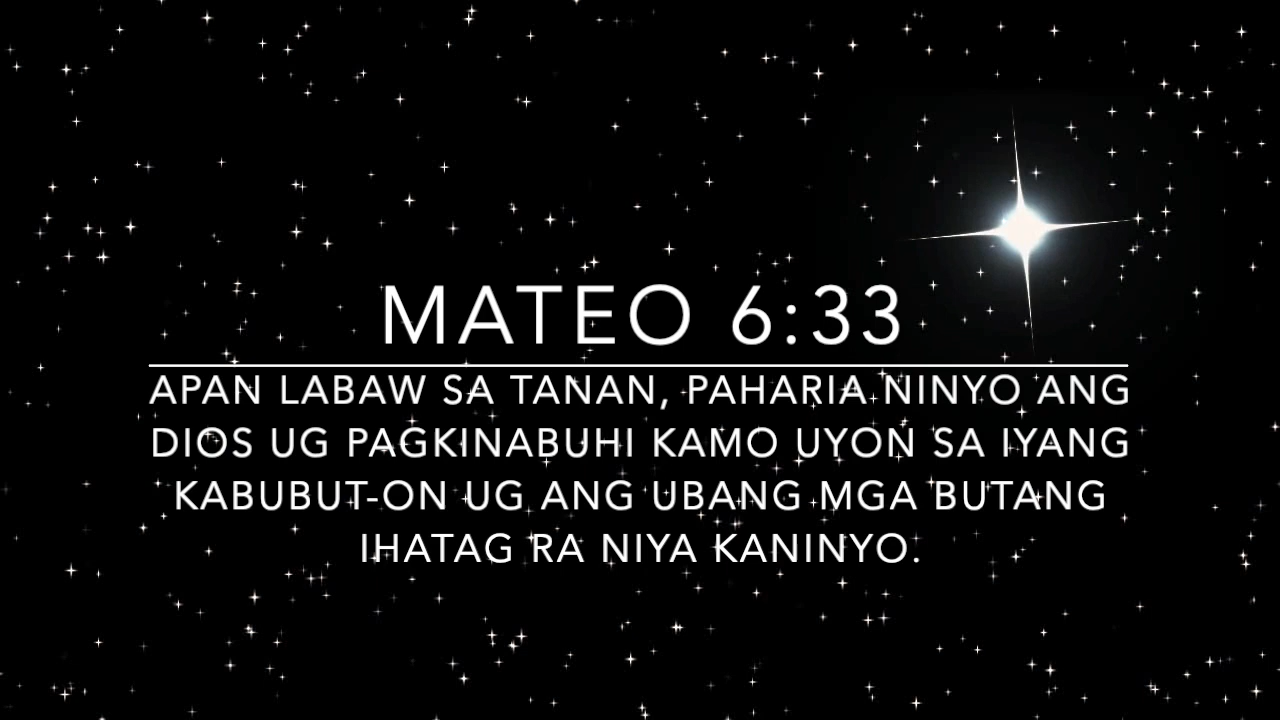 MATEO 6:33
APAN LABAW SA TANAN, PAHARIA NINYO ANG
DIOS UG PAGKINABUHI KAMO UYON SA IYANG
KABUBUT-ON UG ANG UBANG MGA BUTANG
IHATAG RA NIYA KANINYO.